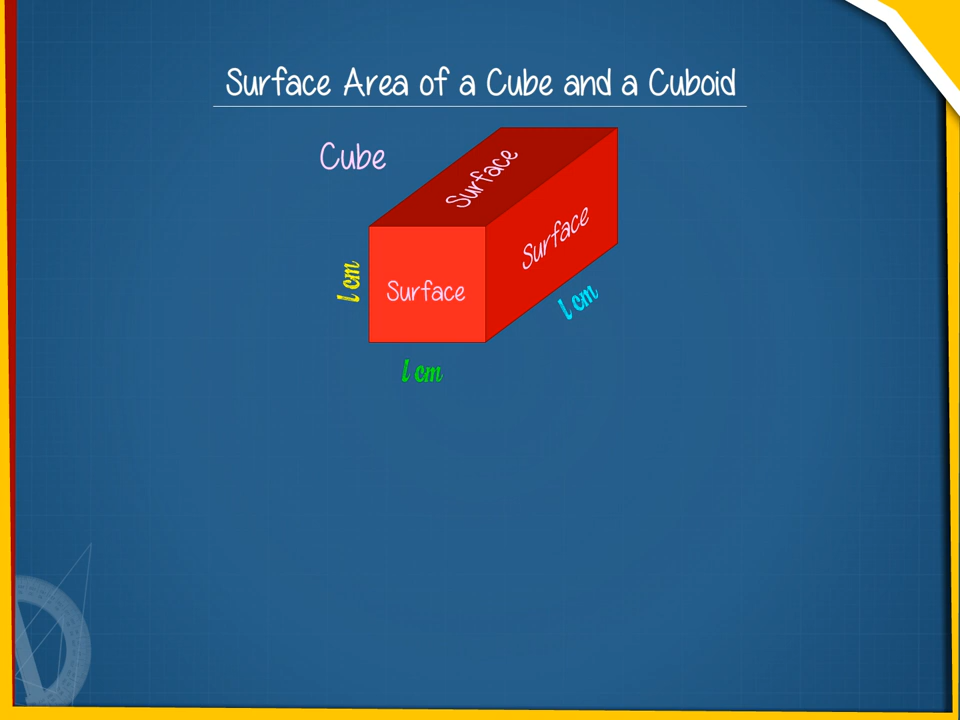 Surface Area of a Cube and a Cuboid
Cube
Surface
Surface
Surface
l cm
l cm
l cm